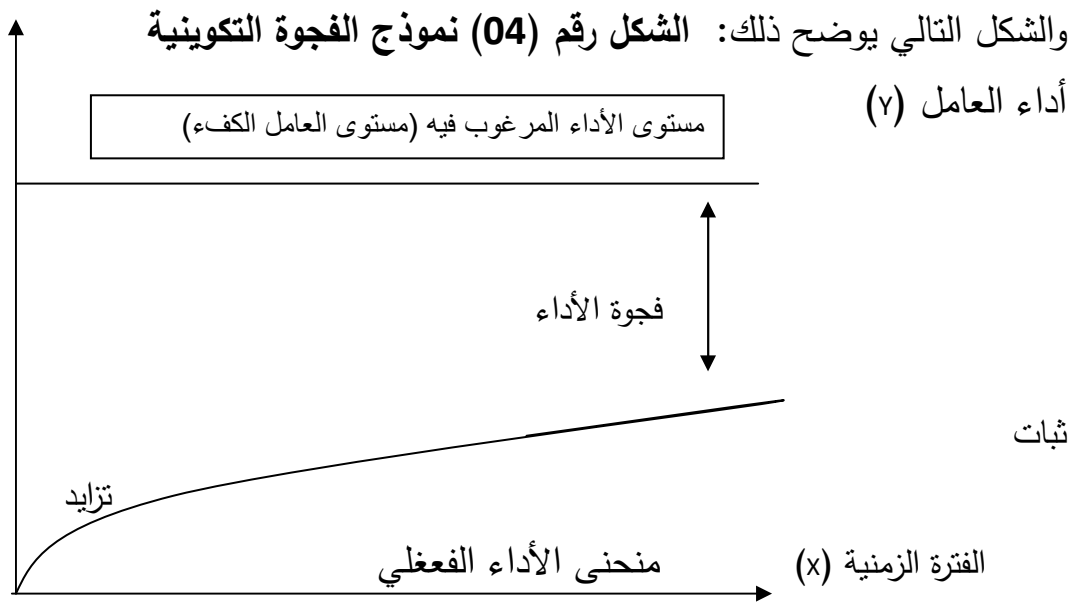 والشكل التالي يوضح ذلك: الشكل رقم (04) نموذج الفجوة التكوينية
أداء العامل (Y)
مستوى الأداء المرغوب فيه (مستوى العامل الكفء)
فجوة الأداء
ثبات
تزايد
منحنى الأداء الفعغلي
الفترة الزمنية (X)